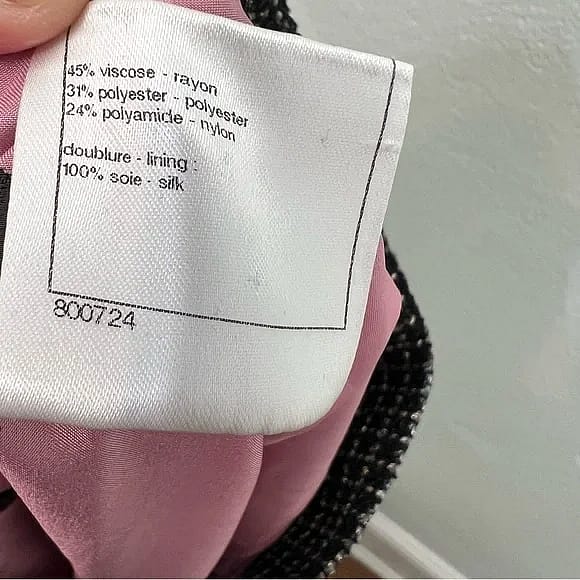 45% viscose - rayon
31% polyester - polyester
24% polyamide - nylon
doublure - lining :
100% soie - silk
800724